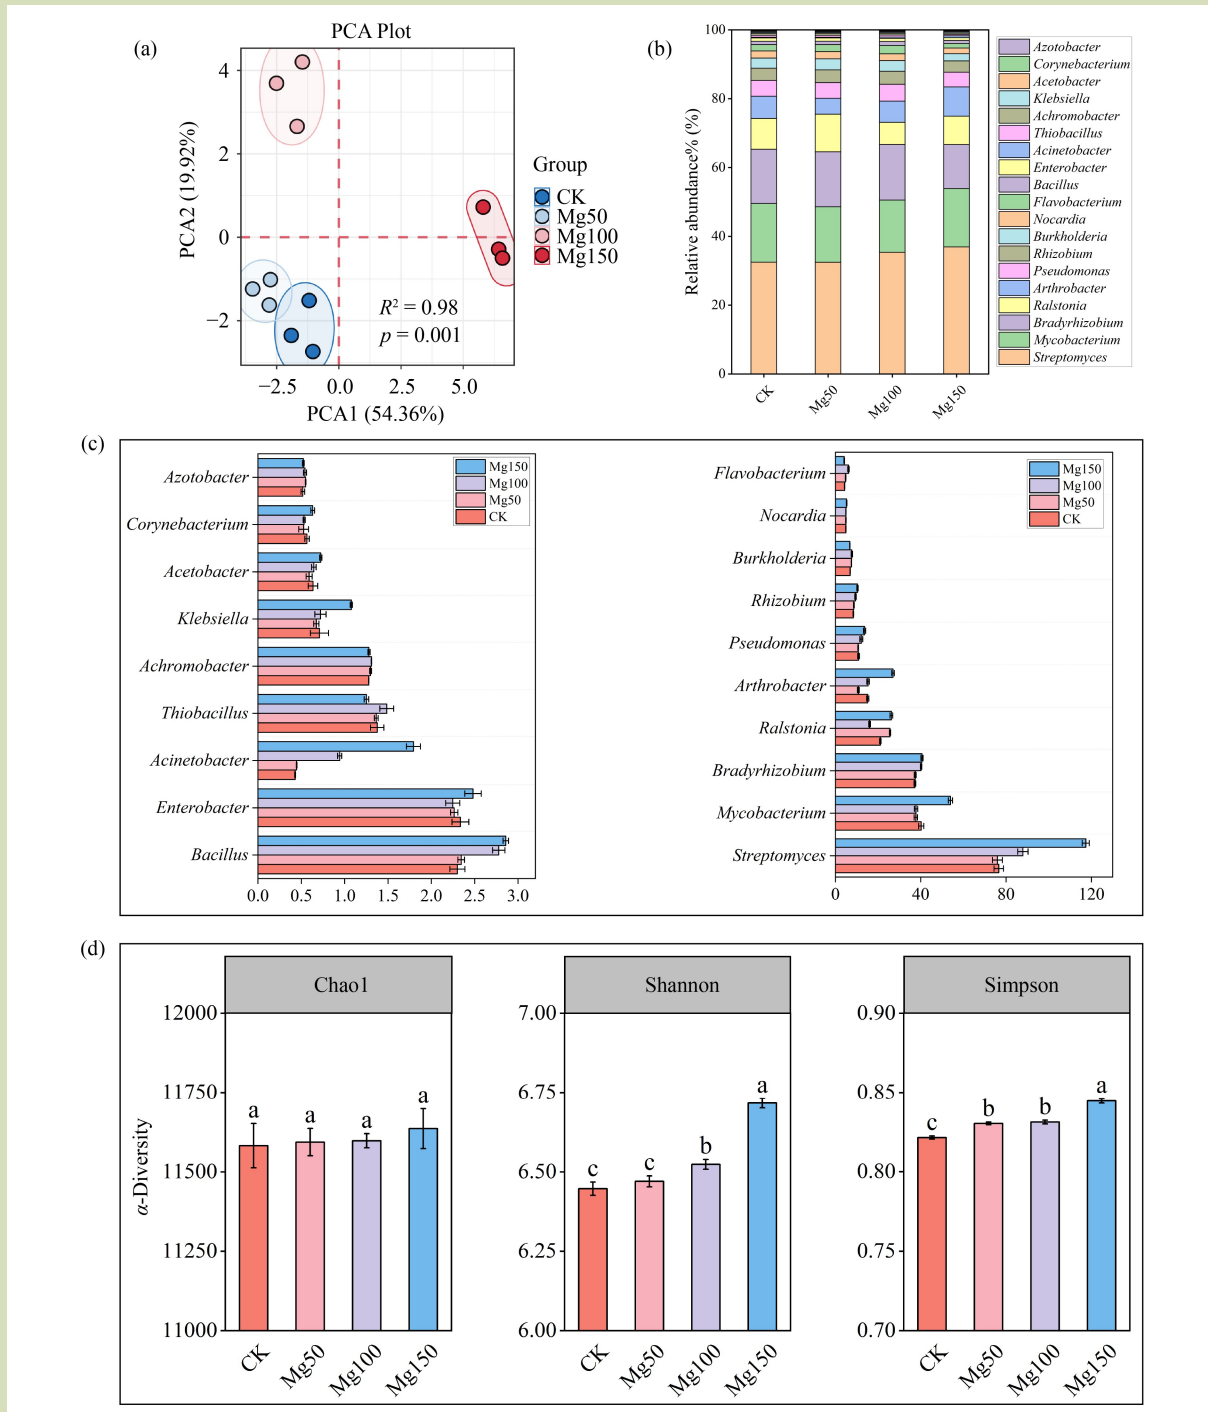 (a)
PCA Plot
PCA2 (19.92%)
4
2
0
−2
−2.5 0.0 2.5 5.0
PCA1 (54.36%)
R² = 0.98
p = 0.001
Group
CK
Mg50
Mg100
Mg150
(b)
Relative abundance% (%)
100
80
60
40
20
0
CK Mg50 Mg100 Mg150
Azotobacter
Corynebacterium
Acetobacter
Klebsiella
Achromobacter
Thiobacillus
Acinetobacter
Enterobacter
Bacillus
Flavobacterium
Nocardia
Burkholderia
Rhizobium
Pseudomonas
Arthrobacter
Ralstonia
Bradyrhizobium
Mycobacterium
Streptomyces
(c)
Azotobacter
Corynebacterium
Acetobacter
Klebsiella
Achromobacter
Thiobacillus
Acinetobacter
Enterobacter
Bacillus
0.0 0.5 1.0 1.5 2.0 2.5 3.0
Mg150
Mg100
Mg50
CK
Flavobacterium
Nocardia
Burkholderia
Rhizobium
Pseudomonas
Arthrobacter
Ralstonia
Bradyrhizobium
Mycobacterium
Streptomyces
0 40 80 120
Mg150
Mg100
Mg50
CK
(d)
α-Diversity
Chao1
12000
11750
11500
11250
11000
a a a a
CK Mg50 Mg100 Mg150
Shannon
7.00
6.75
6.50
6.25
6.00
c c b a
CK Mg50 Mg100 Mg150
Simpson
0.90
0.85
0.80
0.75
0.70
c b b a
CK Mg50 Mg100 Mg150